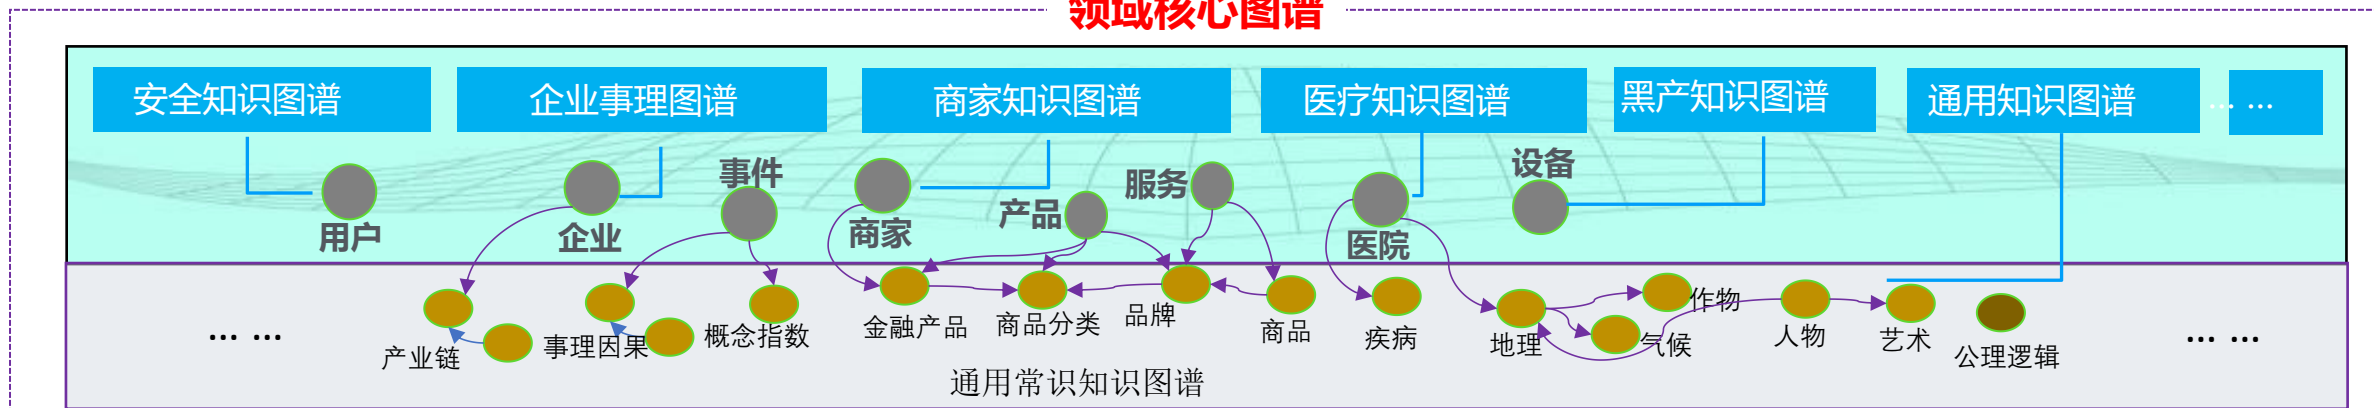 领域核心图谱
安全知识图谱
企业事理图谱
商家知识图谱
医疗知识图谱
黑产知识图谱
通用知识图谱
... ...
用户
企业
事件
商家
产品
服务
医院
设备
... ...
产业链
事理因果
概念指数
金融产品
商品分类
品牌
商品
疾病
地理
作物
气候
人物
艺术
公理逻辑
... ...
通用常识知识图谱